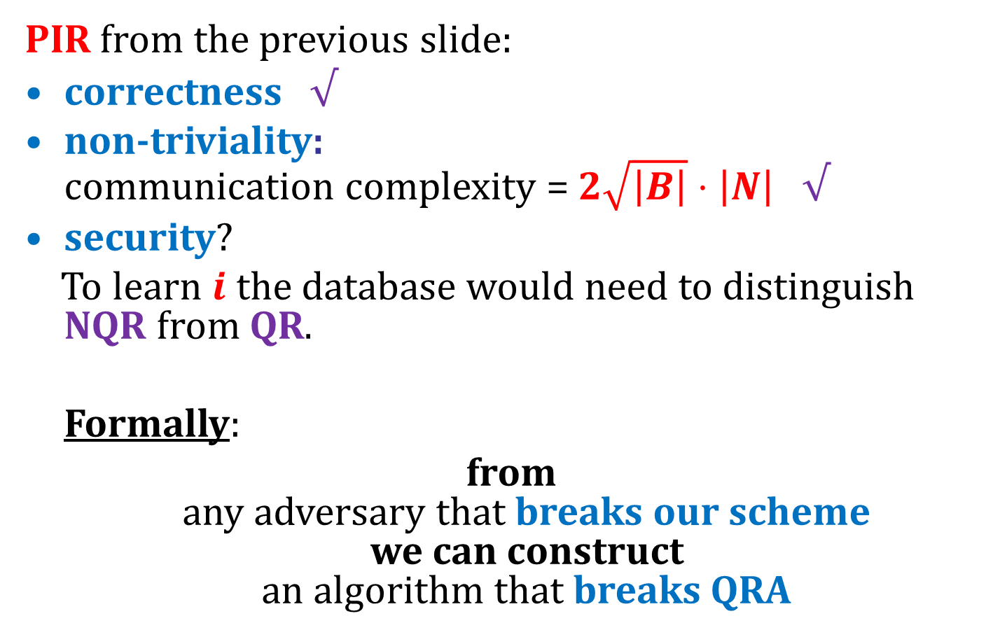 PIR from the previous slide:
• correctness √
• non-triviality:
communication complexity = 2√|B| · |N| √
• security?
To learn i the database would need to distinguish
NQR from QR.
Formally:
from
any adversary that breaks our scheme
we can construct
an algorithm that breaks QRA